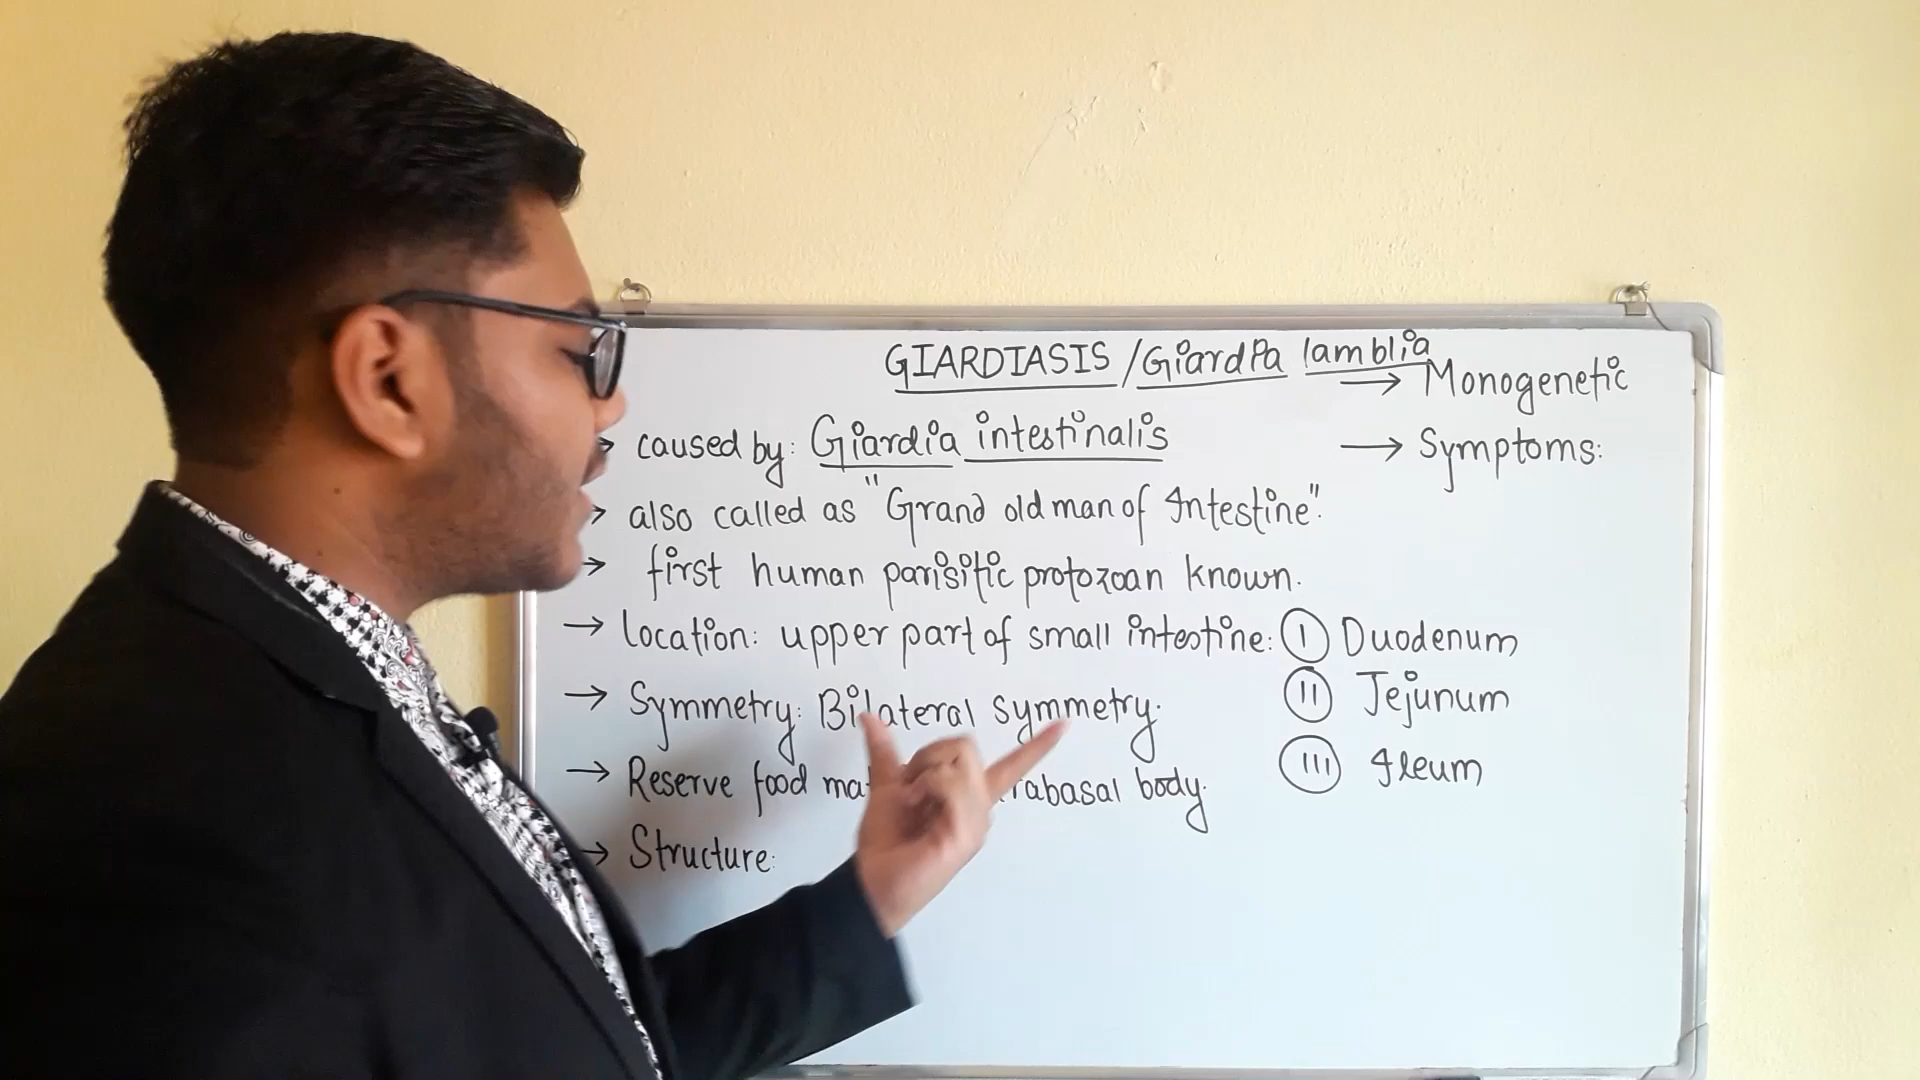 GIARDIASIS / Giardia lamblia
→ caused by: Giardia intestinalis
→ also called as "Grand old man of Intestine".
→ first human parisitic protozoan known.
→ Location: upper part of small intestine: I Duodenum
II Jejunum
III Ileum
→ Symmetry: Bilateral symmetry.
→ Reserve food body.
→ Structure:
→ Monogenetic
→ Symptoms: